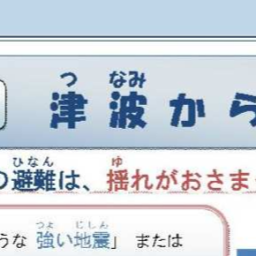 つ なみ
津波から
ひなん ゆ
の避難は、揺れがおさま
つよ じしん
うな 強い地震」 または